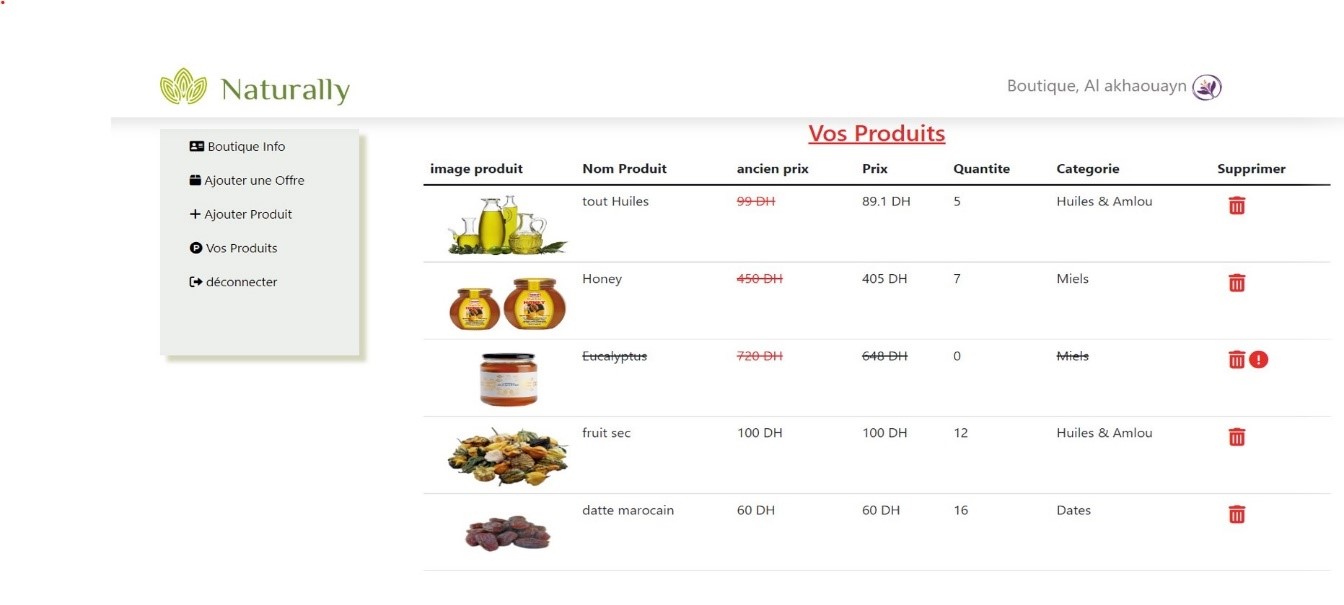 Naturally
Boutique, Al akhaouayn
Boutique Info
Ajouter une Offre
Ajouter Produit
Vos Produits
déconnecter
Vos Produits
image produit Nom Produit ancien prix Prix Quantite Categorie Supprimer
tout Huiles 99 DH 89.1 DH 5 Huiles & Amlou
Honey 450 DH 405 DH 7 Miels
Eucalyptus 720 DH 648 DH 0 Miels
fruit sec 100 DH 100 DH 12 Huiles & Amlou
datte marocain 60 DH 60 DH 16 Dates